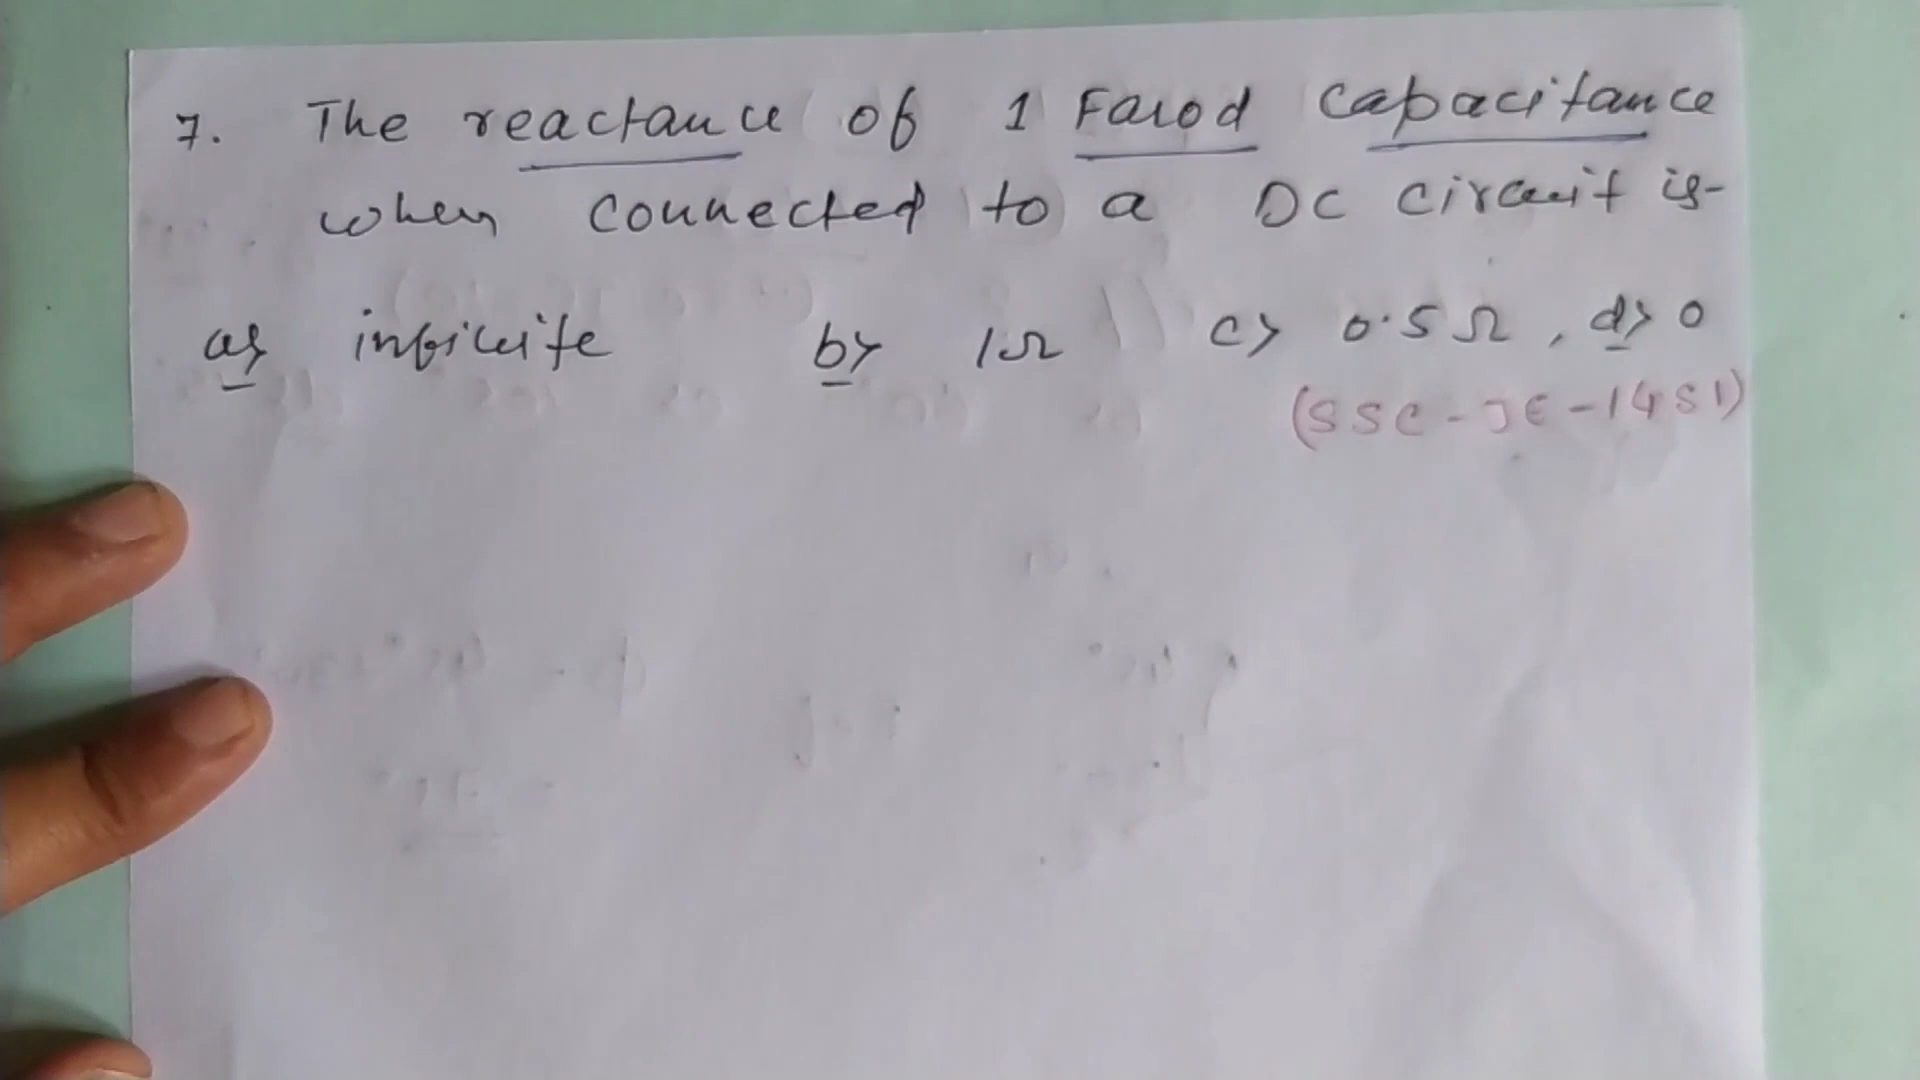 7. The reactance of 1 Farad capacitance
when connected to a DC circuit is-
a> infinite b> 1Ω c> 0.5Ω, d> 0
(SSC-JE-14S1)